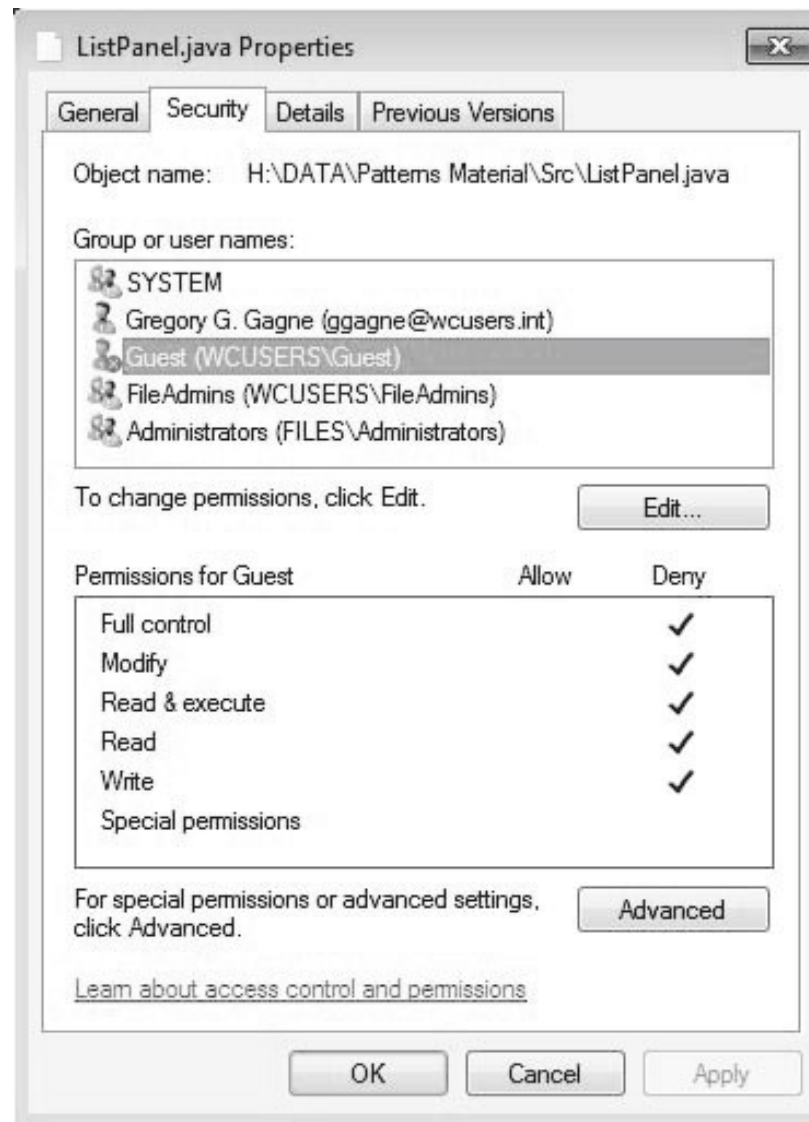 ListPanel.java Properties
General Security Details Previous Versions
Object name: H:\DATA\Patterns Material\Src\ListPanel.java
Group or user names:
SYSTEM
Gregory G. Gagne (ggagne@wcusers.int)
Guest (WCUSERS\Guest)
FileAdmins (WCUSERS\FileAdmins)
Administrators (FILES\Administrators)
To change permissions, click Edit.
Edit...
Permissions for Guest Allow Deny
Full control
Modify
Read & execute
Read
Write
Special permissions
For special permissions or advanced settings,
click Advanced.
Advanced
Learn about access control and permissions
OK Cancel Apply